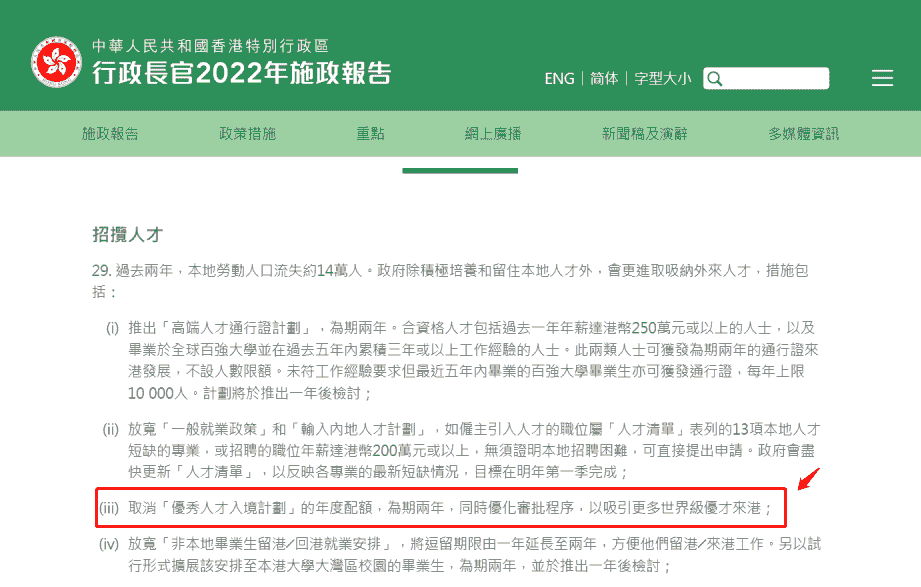 中華人民共和國香港特別行政區
行政長官2022年施政報告
ENG | 简体 | 字型大小
施政報告 政策措施 重點 網上廣播 新聞稿及演辭 多媒體資訊
招攬人才
29. 過去兩年，本地勞動人口流失約14萬人。政府除積極培養和留住本地人才外，會更進取吸納外來人才，措施包
括：
(i) 推出「高端人才通行證計劃」，為期兩年。合資格人才包括過去一年年薪達港幣250萬元或以上的人士，以及
畢業於全球百強大學並在過去五年內累積三年或以上工作經驗的人士。此兩類人士可獲發為期兩年的通行證來
港發展，不設人數限額。未符工作經驗要求但最近五年內畢業的百強大學畢業生亦可獲發通行證，每年上限
10 000人。計劃將於推出一年後檢討；
(ii) 放寬「一般就業政策」和「輸入內地人才計劃」，如僱主引入人才的職位屬「人才清單」表列的13項本地人才
短缺的專業，或招聘的職位年薪達港幣200萬元或以上，無須證明本地招聘困難，可直接提出申請。政府會盡
快更新「人才清單」，以反映各專業的最新短缺情況，目標在明年第一季完成；
(iii) 取消「優秀人才入境計劃」的年度配額，為期兩年，同時優化審批程序，以吸引更多世界級優才來港；
(iv) 放寬「非本地畢業生留港／回港就業安排」，將逗留期限由一年延長至兩年，方便他們留港／來港工作。另以試
行形式擴展該安排至本港大學大灣區校園的畢業生，為期兩年，並於推出一年後檢討；